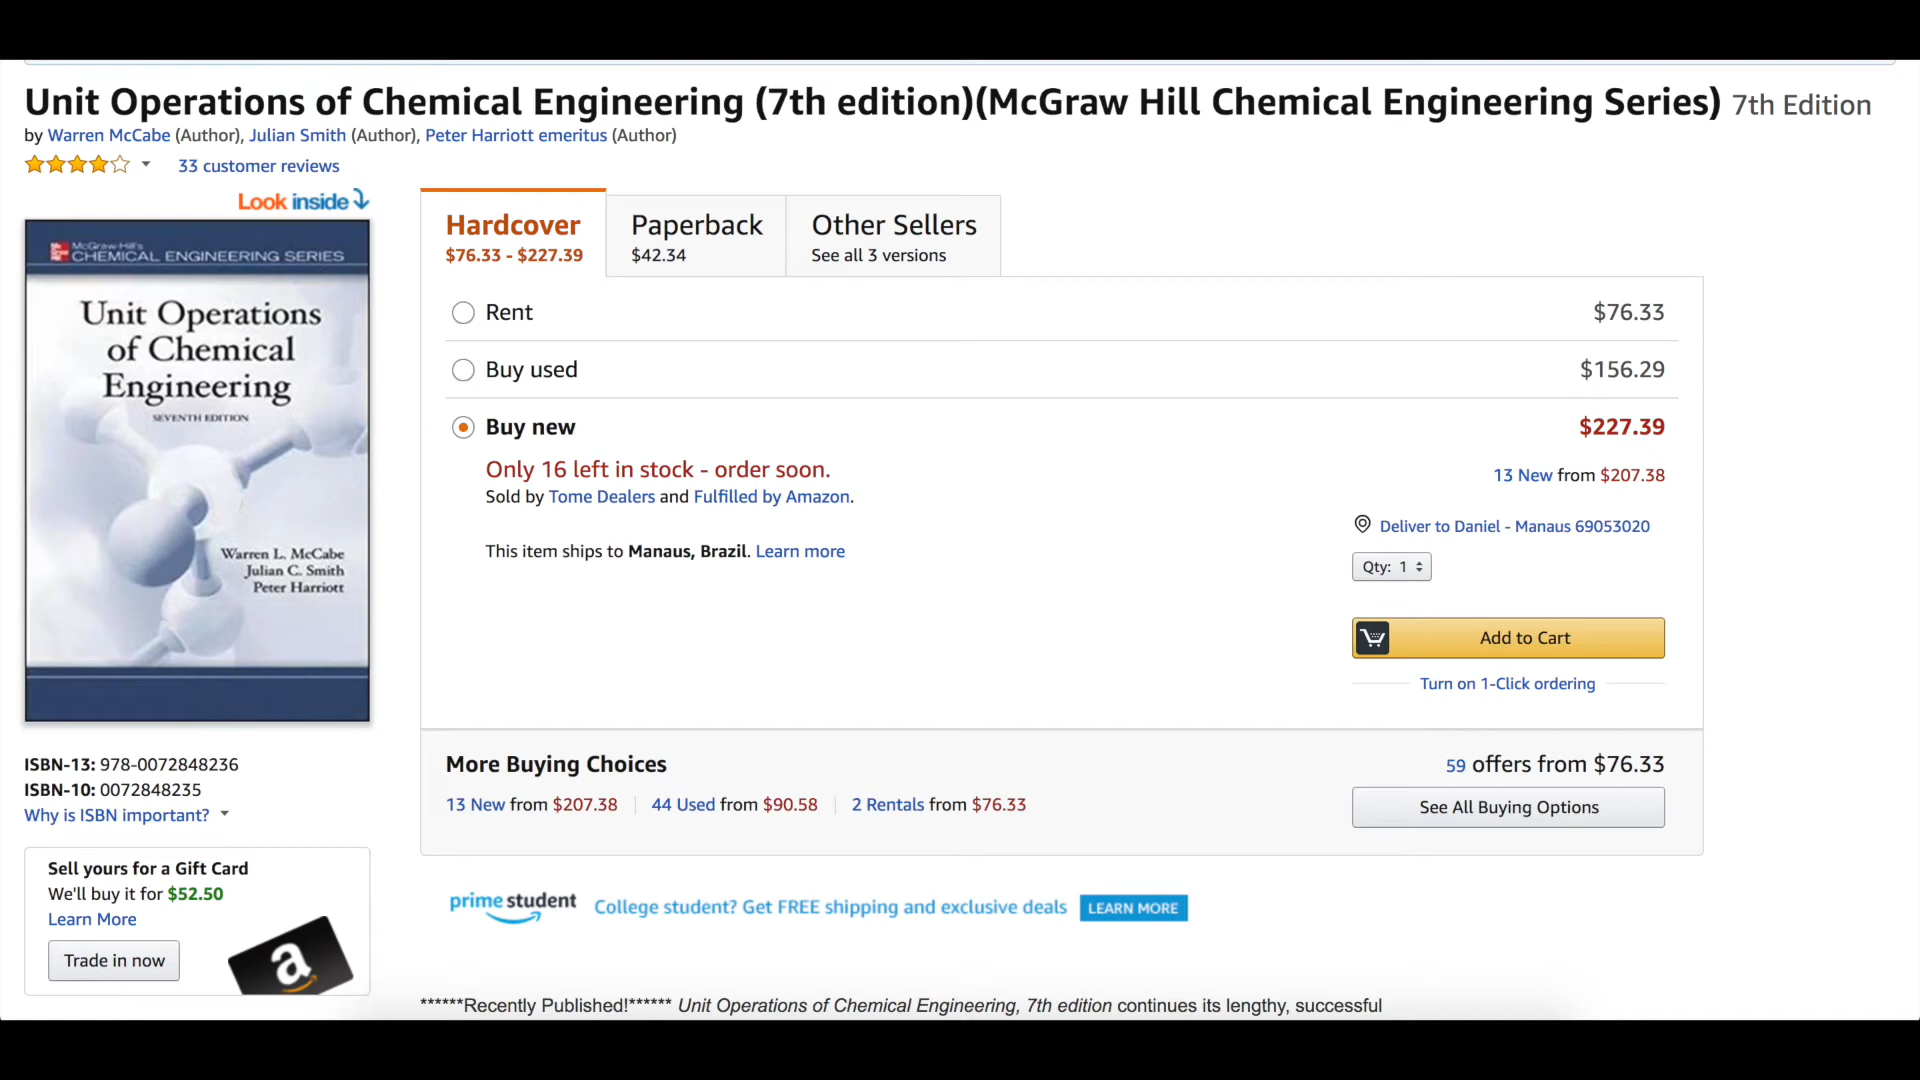 Unit Operations of Chemical Engineering (7th edition)(McGraw Hill Chemical Engineering Series) 7th Edition
by Warren McCabe (Author), Julian Smith (Author), Peter Harriott emeritus (Author)
33 customer reviews
Look inside
McGraw-Hill's
CHEMICAL ENGINEERING SERIES
Unit Operations
of Chemical
Engineering
SEVENTH EDITION
Warren L. McCabe
Julian C. Smith
Peter Harriott
ISBN-13: 978-0072848236
ISBN-10: 0072848235
Why is ISBN important?
Sell yours for a Gift Card
We'll buy it for $52.50
Learn More
Trade in now
a
Hardcover
$76.33 - $227.39
Paperback
$42.34
Other Sellers
See all 3 versions
Rent $76.33
Buy used $156.29
Buy new $227.39
Only 16 left in stock - order soon.
Sold by Tome Dealers and Fulfilled by Amazon.
This item ships to Manaus, Brazil. Learn more
13 New from $207.38
Deliver to Daniel - Manaus 69053020
Qty: 1
Add to Cart
Turn on 1-Click ordering
More Buying Choices
13 New from $207.38 44 Used from $90.58 2 Rentals from $76.33
59 offers from $76.33
See All Buying Options
prime student College student? Get FREE shipping and exclusive deals LEARN MORE
******Recently Published!****** Unit Operations of Chemical Engineering, 7th edition continues its lengthy, successful